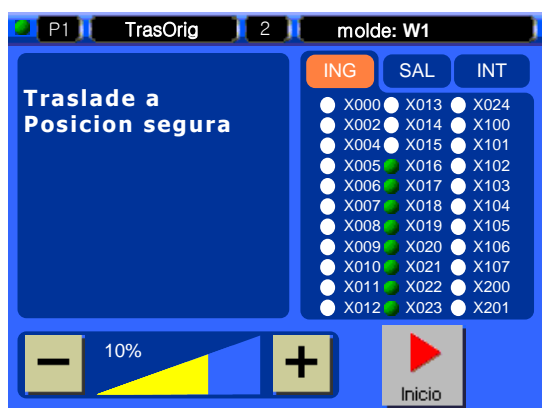 P1 TrasOrig 2 molde: W1
ING SAL INT
Traslade a
Posicion segura
X000 X013 X024
X002 X014 X100
X004 X015 X101
X005 X016 X102
X006 X017 X103
X007 X018 X104
X008 X019 X105
X009 X020 X106
X010 X021 X107
X011 X022 X200
X012 X023 X201
10%
− +
Inicio